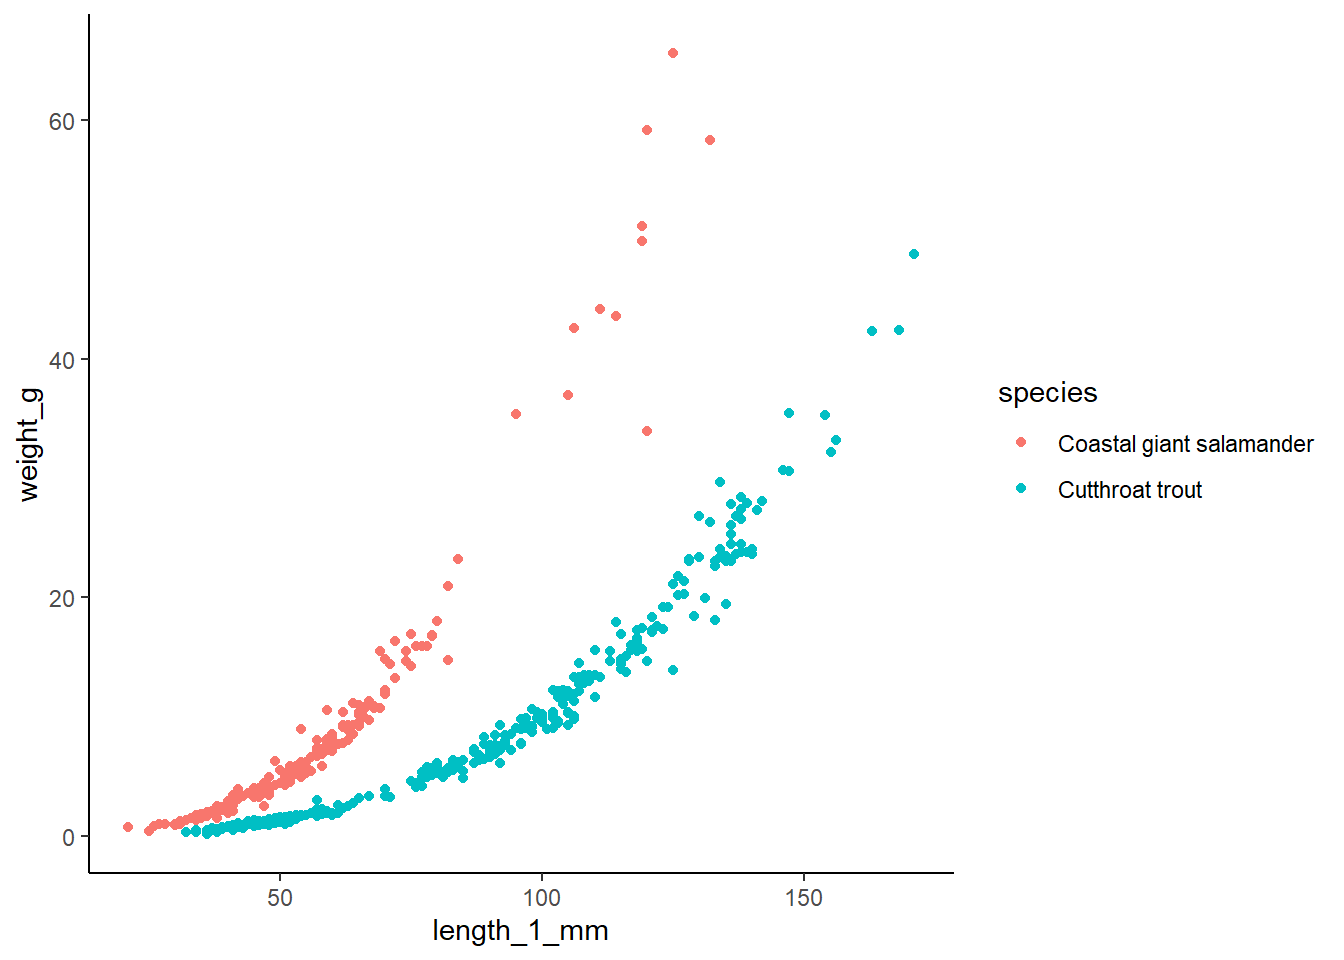 60
40
20
0
weight_g
50
100
150
length_1_mm
species
Coastal giant salamander
Cutthroat trout